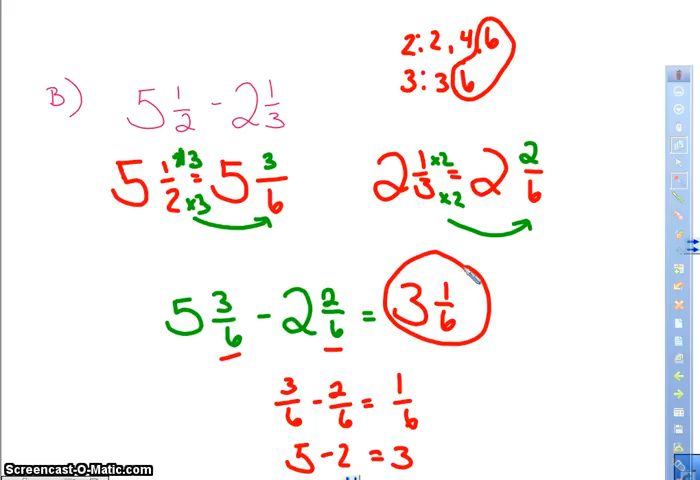 2: 2, 4, 6
3: 3 6
B) 5 1/2 - 2 1/3
5 1/2 ×3 ×3 = 5 3/6
2 1/3 ×2 ×2 = 2 2/6
5 3/6 - 2 2/6 = 3 1/6
3/6 - 2/6 = 1/6
5 - 2 = 3
Screencast-O-Matic.com